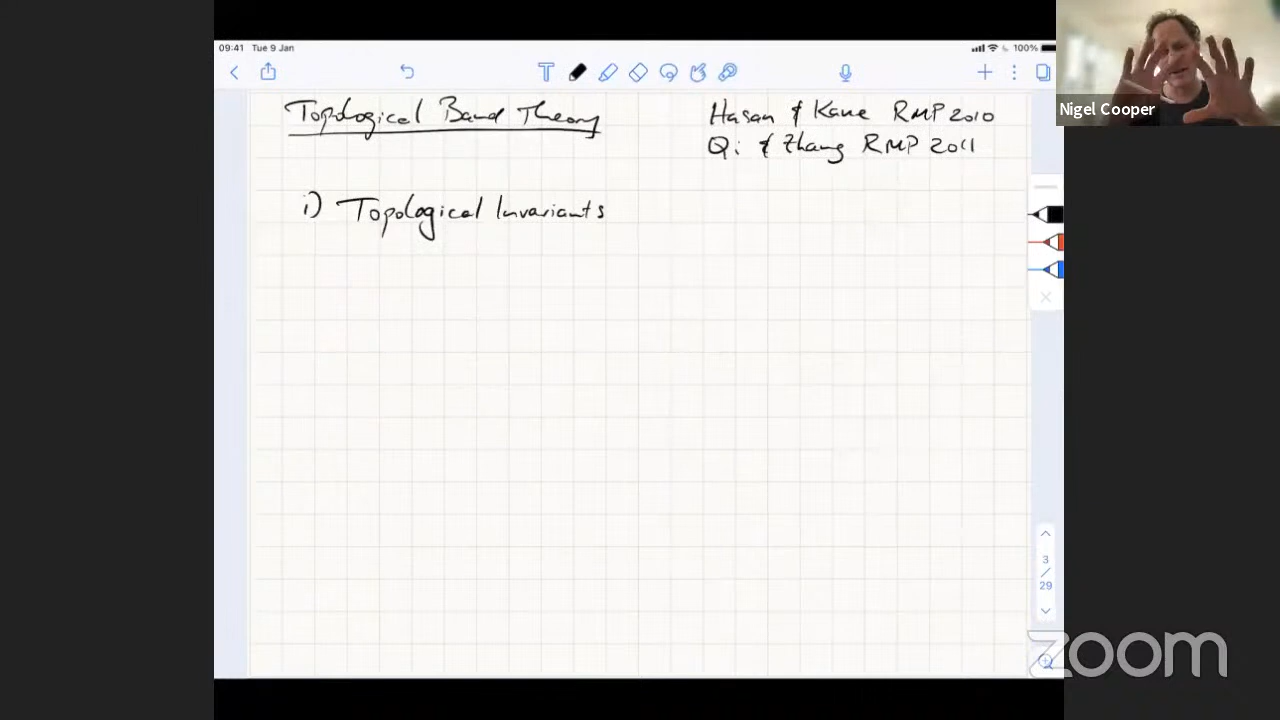 09:41 Tue 9 Jan
100%
Nigel Cooper
Topological Band Theory
Hasan & Kane RMP 2010
Qi & Zhang RMP 2011
i) Topological Invariants
3
/
29
zoom